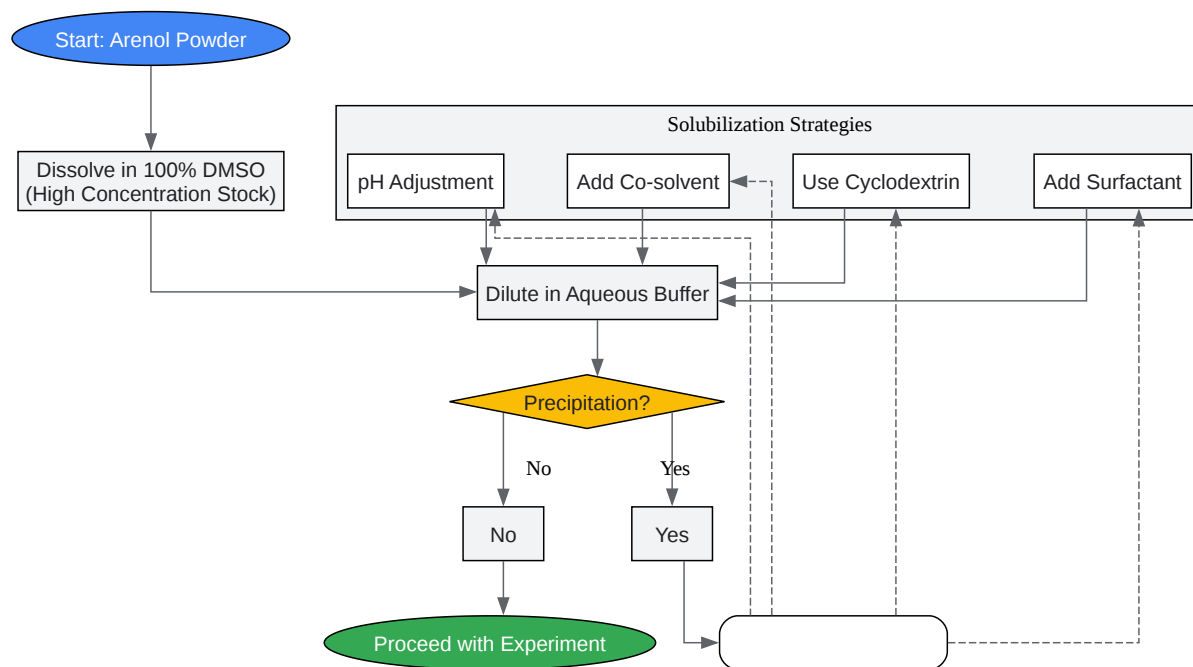 Start: Arenol Powder
Solubilization Strategies
Dissolve in 100% DMSO
(High Concentration Stock)
pH Adjustment
Add Co-solvent
Use Cyclodextrin
Add Surfactant
Dilute in Aqueous Buffer
Precipitation?
No
Yes
No
Yes
Proceed with Experiment